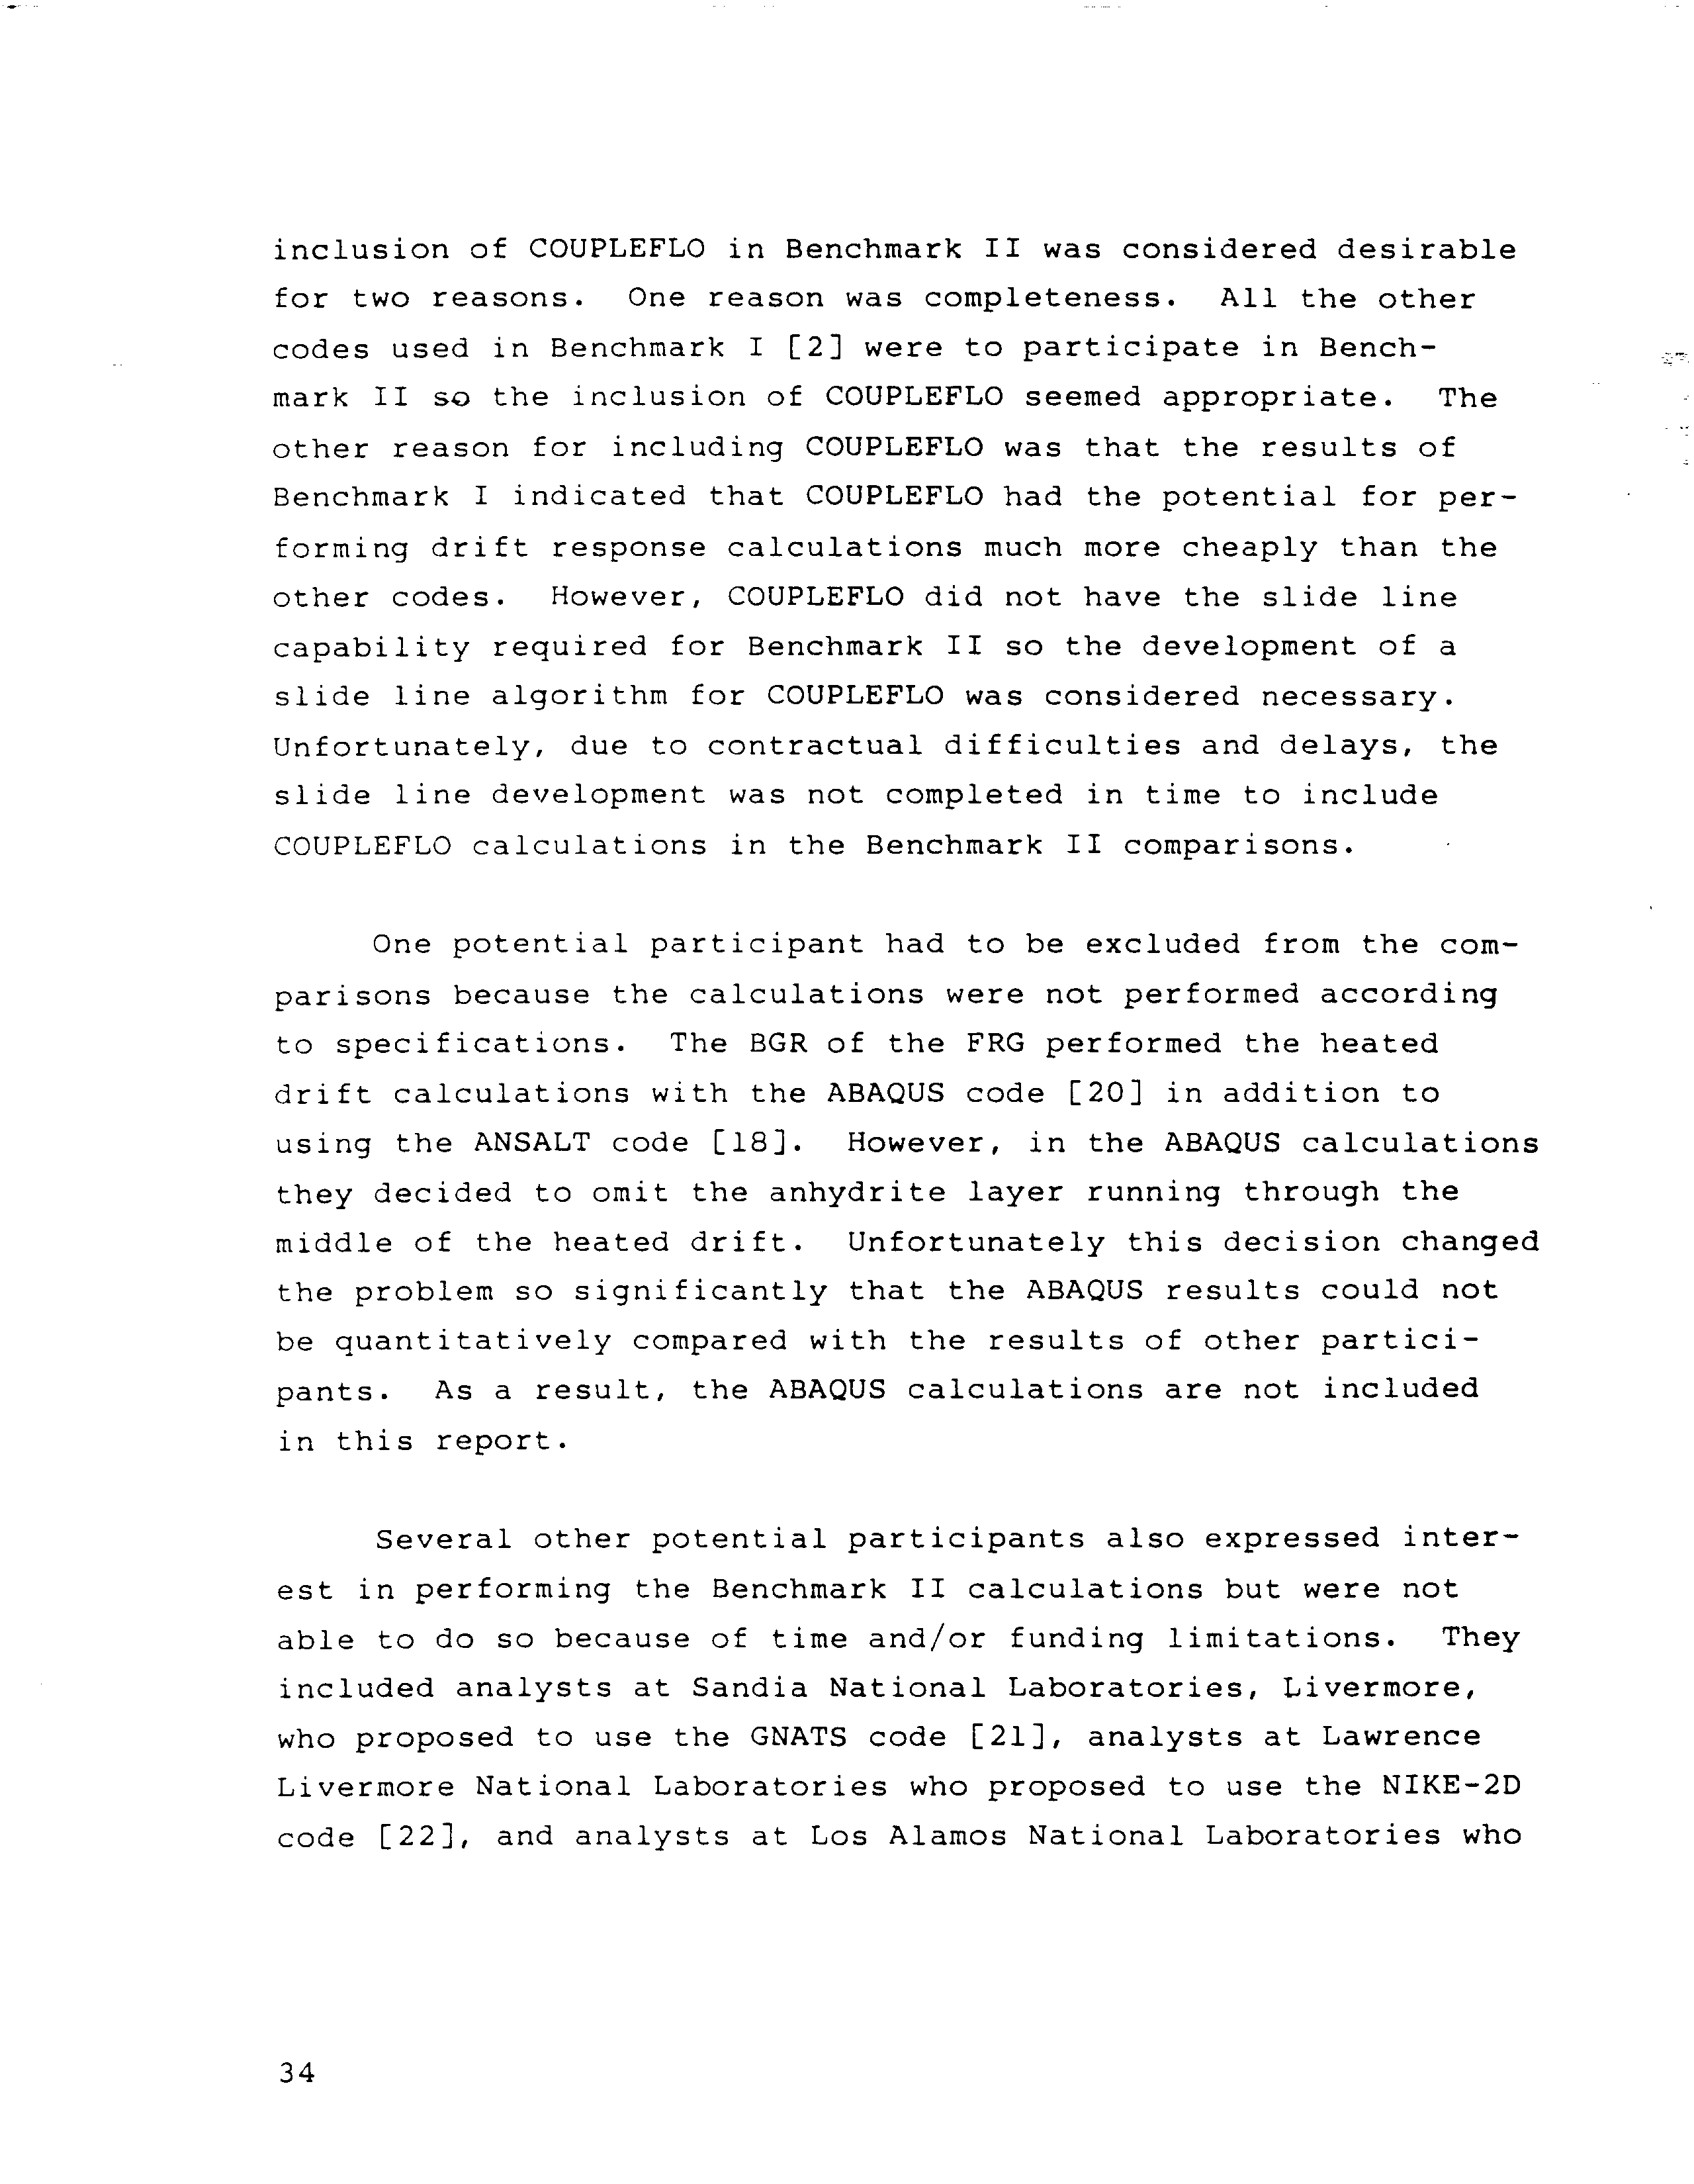 inclusion of COUPLEFLO in Benchmark II was considered desirable
for two reasons. One reason was completeness. All the other
codes used in Benchmark I [2] were to participate in Bench-
mark II so the inclusion of COUPLEFLO seemed appropriate. The
other reason for including COUPLEFLO was that the results of
Benchmark I indicated that COUPLEFLO had the potential for per-
forming drift response calculations much more cheaply than the
other codes. However, COUPLEFLO did not have the slide line
capability required for Benchmark II so the development of a
slide line algorithm for COUPLEFLO was considered necessary.
Unfortunately, due to contractual difficulties and delays, the
slide line development was not completed in time to include
COUPLEFLO calculations in the Benchmark II comparisons.
One potential participant had to be excluded from the com-
parisons because the calculations were not performed according
to specifications. The BGR of the FRG performed the heated
drift calculations with the ABAQUS code [20] in addition to
using the ANSALT code [18]. However, in the ABAQUS calculations
they decided to omit the anhydrite layer running through the
middle of the heated drift. Unfortunately this decision changed
the problem so significantly that the ABAQUS results could not
be quantitatively compared with the results of other partici-
pants. As a result, the ABAQUS calculations are not included
in this report.
Several other potential participants also expressed inter-
est in performing the Benchmark II calculations but were not
able to do so because of time and/or funding limitations. They
included analysts at Sandia National Laboratories, Livermore,
who proposed to use the GNATS code [21], analysts at Lawrence
Livermore National Laboratories who proposed to use the NIKE-2D
code [22], and analysts at Los Alamos National Laboratories who
34